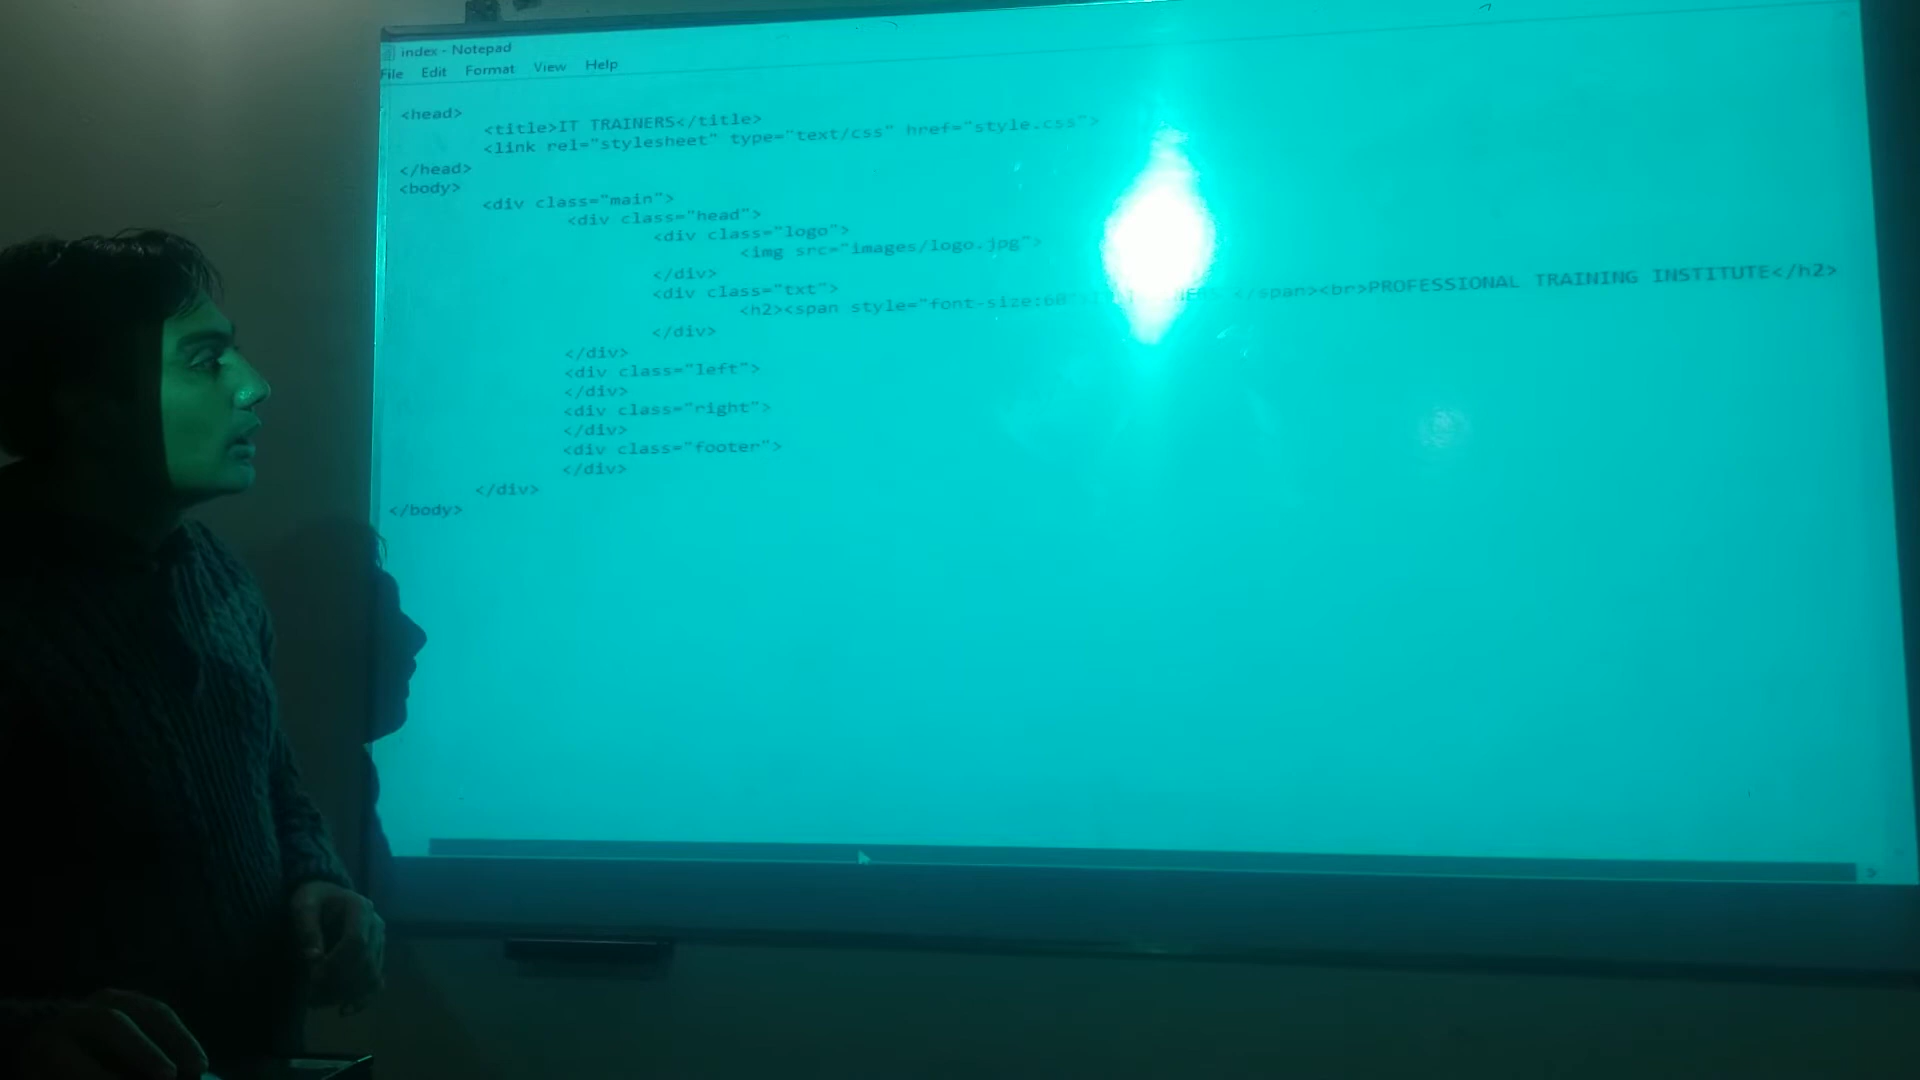 index - Notepad
File Edit Format View Help
<head>
<title>IT TRAINERS</title>
<link rel="stylesheet" type="text/css" href="style.css">
</head>
<body>
<div class="main">
<div class="head">
<div class="logo">
<img src="images/logo.jpg">
</div>
<div class="txt">
<h2><span style="font-size:60 </span><br>PROFESSIONAL TRAINING INSTITUTE</h2>
</div>
</div>
<div class="left">
</div>
<div class="right">
</div>
<div class="footer">
</div>
</div>
</body>